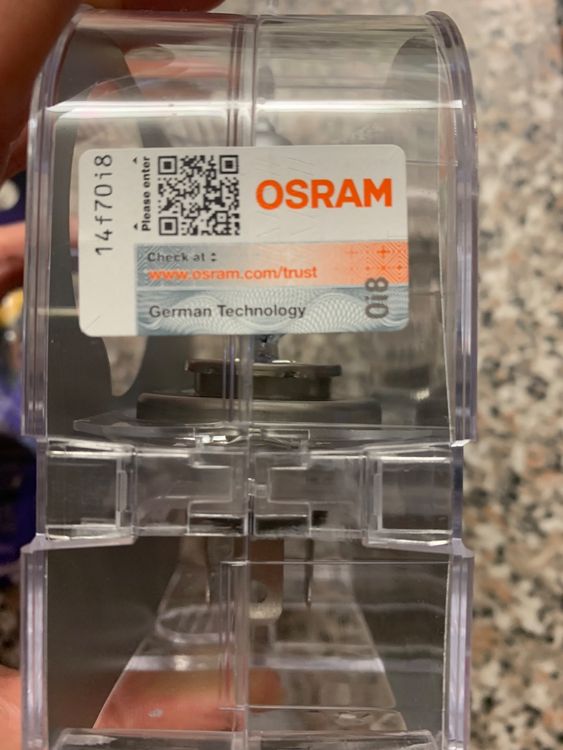 14f70i8
Please enter
OSRAM
Check at :
www.osram.com/trust
0i8
German Technology